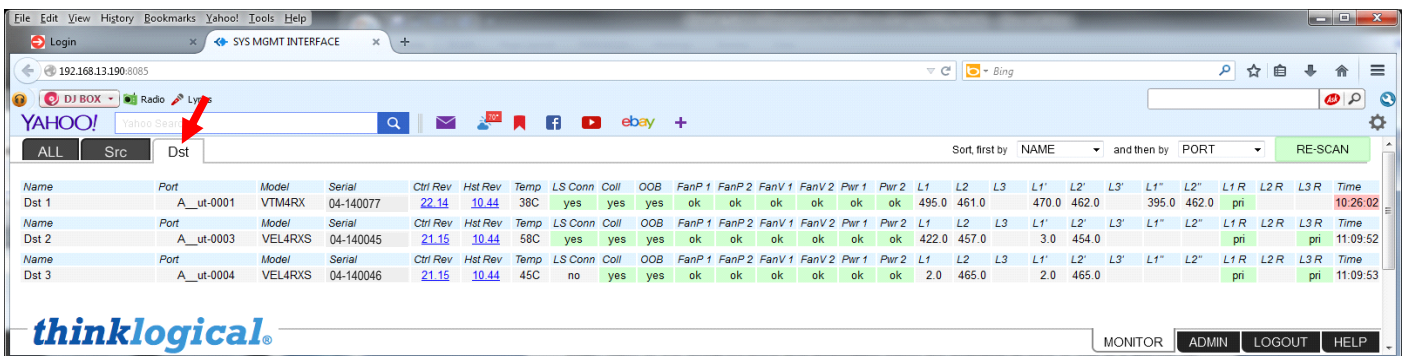 File Edit View History Bookmarks Yahoo! Tools Help
Login × SYS MGMT INTERFACE × +
192.168.13.190:8085 Bing
DJ BOX Radio Ask
YAHOO! Yahoo 70° ebay +
ALL Src Dst Sort, first by NAME and then by PORT RE-SCAN
Name Port Model Serial Ctrl Rev Hst Rev Temp LS Conn Coll OOB FanP 1 FanP 2 FanV 1 FanV 2 Pwr 1 Pwr 2 L1 L2 L3 L1' L2' L3' L1" L2" L1 R L2 R L3 R Time
Dst 1 A__ut-0001 VTM4RX 04-140077 22.14 10.44 38C yes yes yes ok ok ok ok ok ok 495.0 461.0 470.0 462.0 395.0 462.0 pri 10:26:02
Name Port Model Serial Ctrl Rev Hst Rev Temp LS Conn Coll OOB FanP 1 FanP 2 FanV 1 FanV 2 Pwr 1 Pwr 2 L1 L2 L3 L1' L2' L3' L1" L2" L1 R L2 R L3 R Time
Dst 2 A__ut-0003 VEL4RXS 04-140045 21.15 10.44 58C yes yes yes ok ok ok ok ok ok 422.0 457.0 3.0 454.0 pri pri 11:09:52
Name Port Model Serial Ctrl Rev Hst Rev Temp LS Conn Coll OOB FanP 1 FanP 2 FanV 1 FanV 2 Pwr 1 Pwr 2 L1 L2 L3 L1' L2' L3' L1" L2" L1 R L2 R L3 R Time
Dst 3 A__ut-0004 VEL4RXS 04-140046 21.15 10.44 45C no yes yes ok ok ok ok ok ok 2.0 465.0 2.0 465.0 pri pri 11:09:53
thinklogical®
MONITOR ADMIN LOGOUT HELP